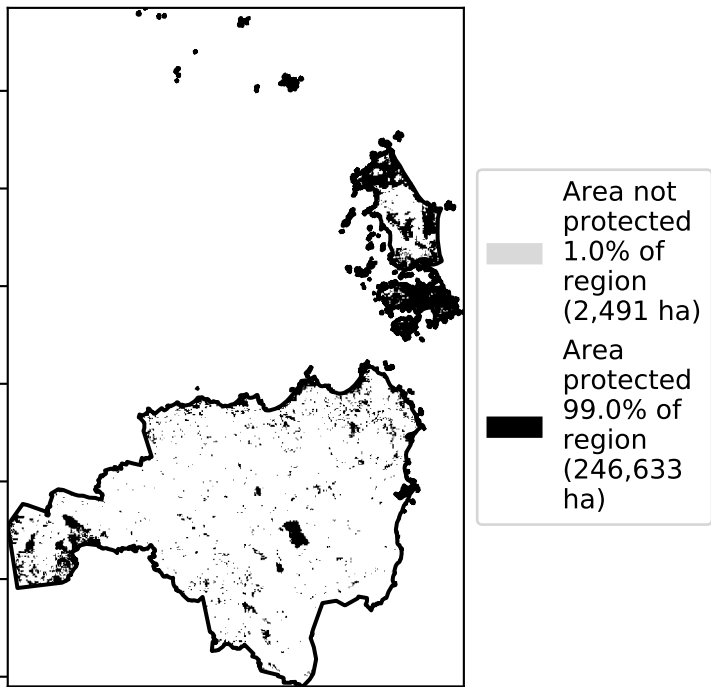 Area not
protected
1.0% of
region
(2,491 ha)
Area
protected
99.0% of
region
(246,633
ha)